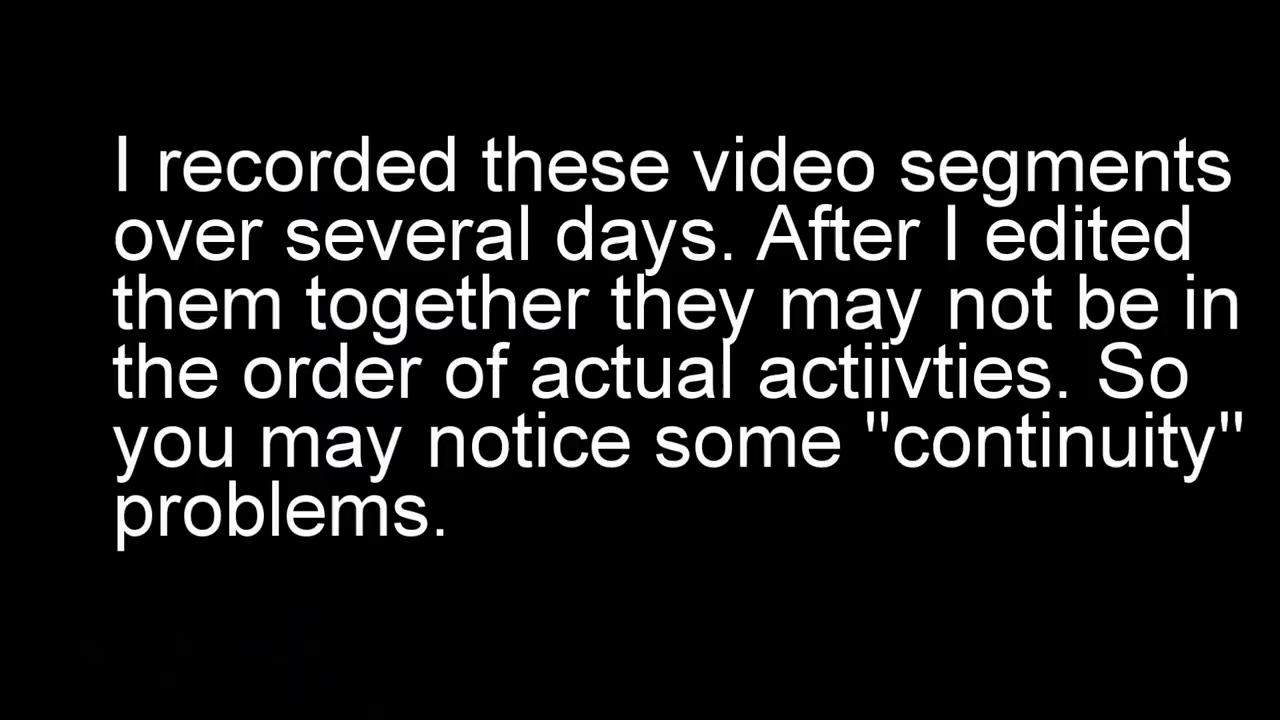 I recorded these video segments
over several days. After I edited
them together they may not be in
the order of actual actiivties. So
you may notice some "continuity"
problems.